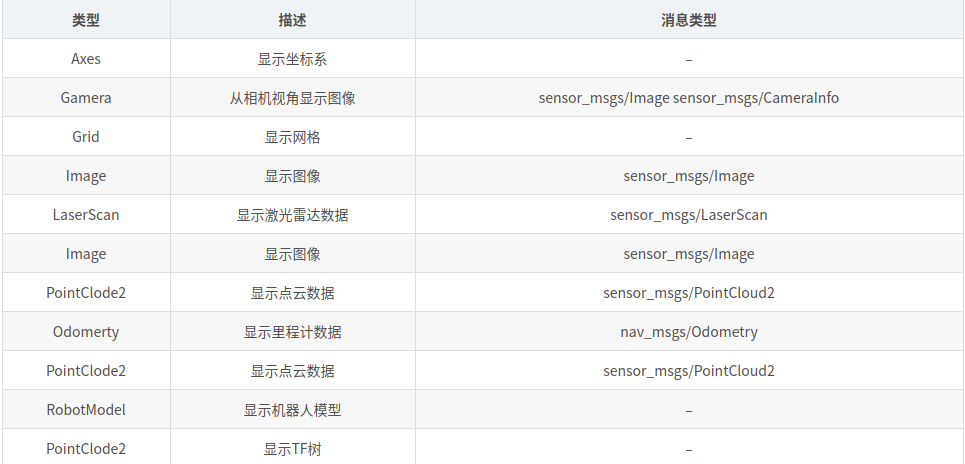 类型 描述 消息类型
Axes 显示坐标系 –
Gamera 从相机视角显示图像 sensor_msgs/Image sensor_msgs/CameraInfo
Grid 显示网格 –
Image 显示图像 sensor_msgs/Image
LaserScan 显示激光雷达数据 sensor_msgs/LaserScan
Image 显示图像 sensor_msgs/Image
PointClode2 显示点云数据 sensor_msgs/PointCloud2
Odomerty 显示里程计数据 nav_msgs/Odometry
PointClode2 显示点云数据 sensor_msgs/PointCloud2
RobotModel 显示机器人模型 –
PointClode2 显示TF树 –